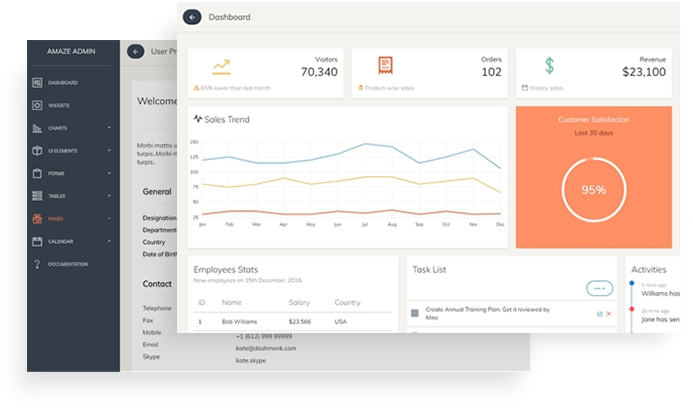 Dashboard
AMAZE ADMIN
User Pr
DASHBOARD
WIDGETS
CHARTS
UI ELEMENTS
FORMS
TABLES
PAGES
CALENDAR
DOCUMENTATION
Welcome
Morbi mattis u
turpis..Morbi n
turpis..
General
Designation
Department
Country
Date of Birth
Contact
Telephone
Fax
Mobile
Email
Skype
+1 (612) 999 99999
kate@dashmonk.com
kate.skype
Visitors
70,340
65% lower than last month
Orders
102
Product-wise sales
Revenue
$23,100
Weekly sales
Sales Trend
150
125
100
75
50
25
Jan Feb Mar Apr May Jun Jul Aug Sep Oct Nov Dec
Customer Satisfaction
Last 30 days
95%
Employees Stats
New employees on 15th December, 2016
ID Name Salary Country
1 Bob Williams $23,566 USA
Task List
Create Annual Training Plan. Get it reviewed by
Mike
Activities
5 mins ago
Williams has
25 mins ago
Jane has sen